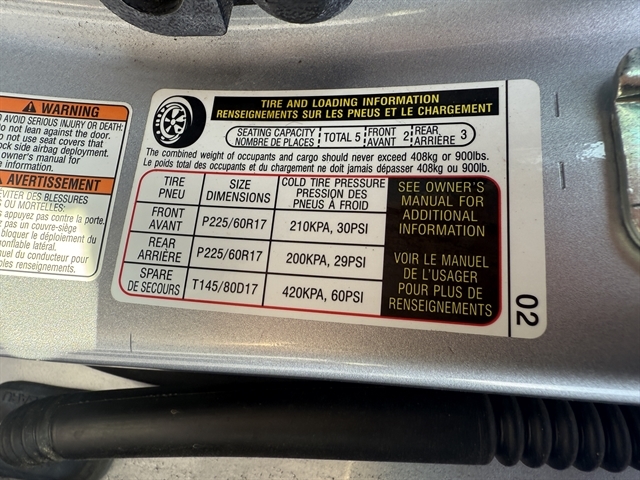 WARNING
AVOID SERIOUS INJURY OR DEATH:
do not lean against the door.
do not use seat covers that
side airbag deployment.
owner's manual for
information.
AVERTISSEMENT
ÉVITER DES BLESSURES
OU MORTELLES:
appuyez pas contre la porte.
pas un couvre-siège
le déploiement du
gonflable latéral.
manuel du conducteur pour
renseignements.
TIRE AND LOADING INFORMATION
RENSEIGNEMENTS SUR LES PNEUS ET LE CHARGEMENT
SEATING CAPACITY NOMBRE DE PLACES TOTAL 5 FRONT AVANT 2 REAR ARRIÈRE 3
The combined weight of occupants and cargo should never exceed 408kg or 900lbs.
Le poids total des occupants et du chargement ne doit jamais dépasser 408kg ou 900lb.
TIRE PNEU SIZE DIMENSIONS COLD TIRE PRESSURE PRESSION DES PNEUS À FROID
FRONT AVANT P225/60R17 210KPA, 30PSI
REAR ARRIÈRE P225/60R17 200KPA, 29PSI
SPARE DE SECOURS T145/80D17 420KPA, 60PSI
SEE OWNER'S
MANUAL FOR
ADDITIONAL
INFORMATION
VOIR LE MANUEL
DE L'USAGER
POUR PLUS DE
RENSEIGNEMENTS
02